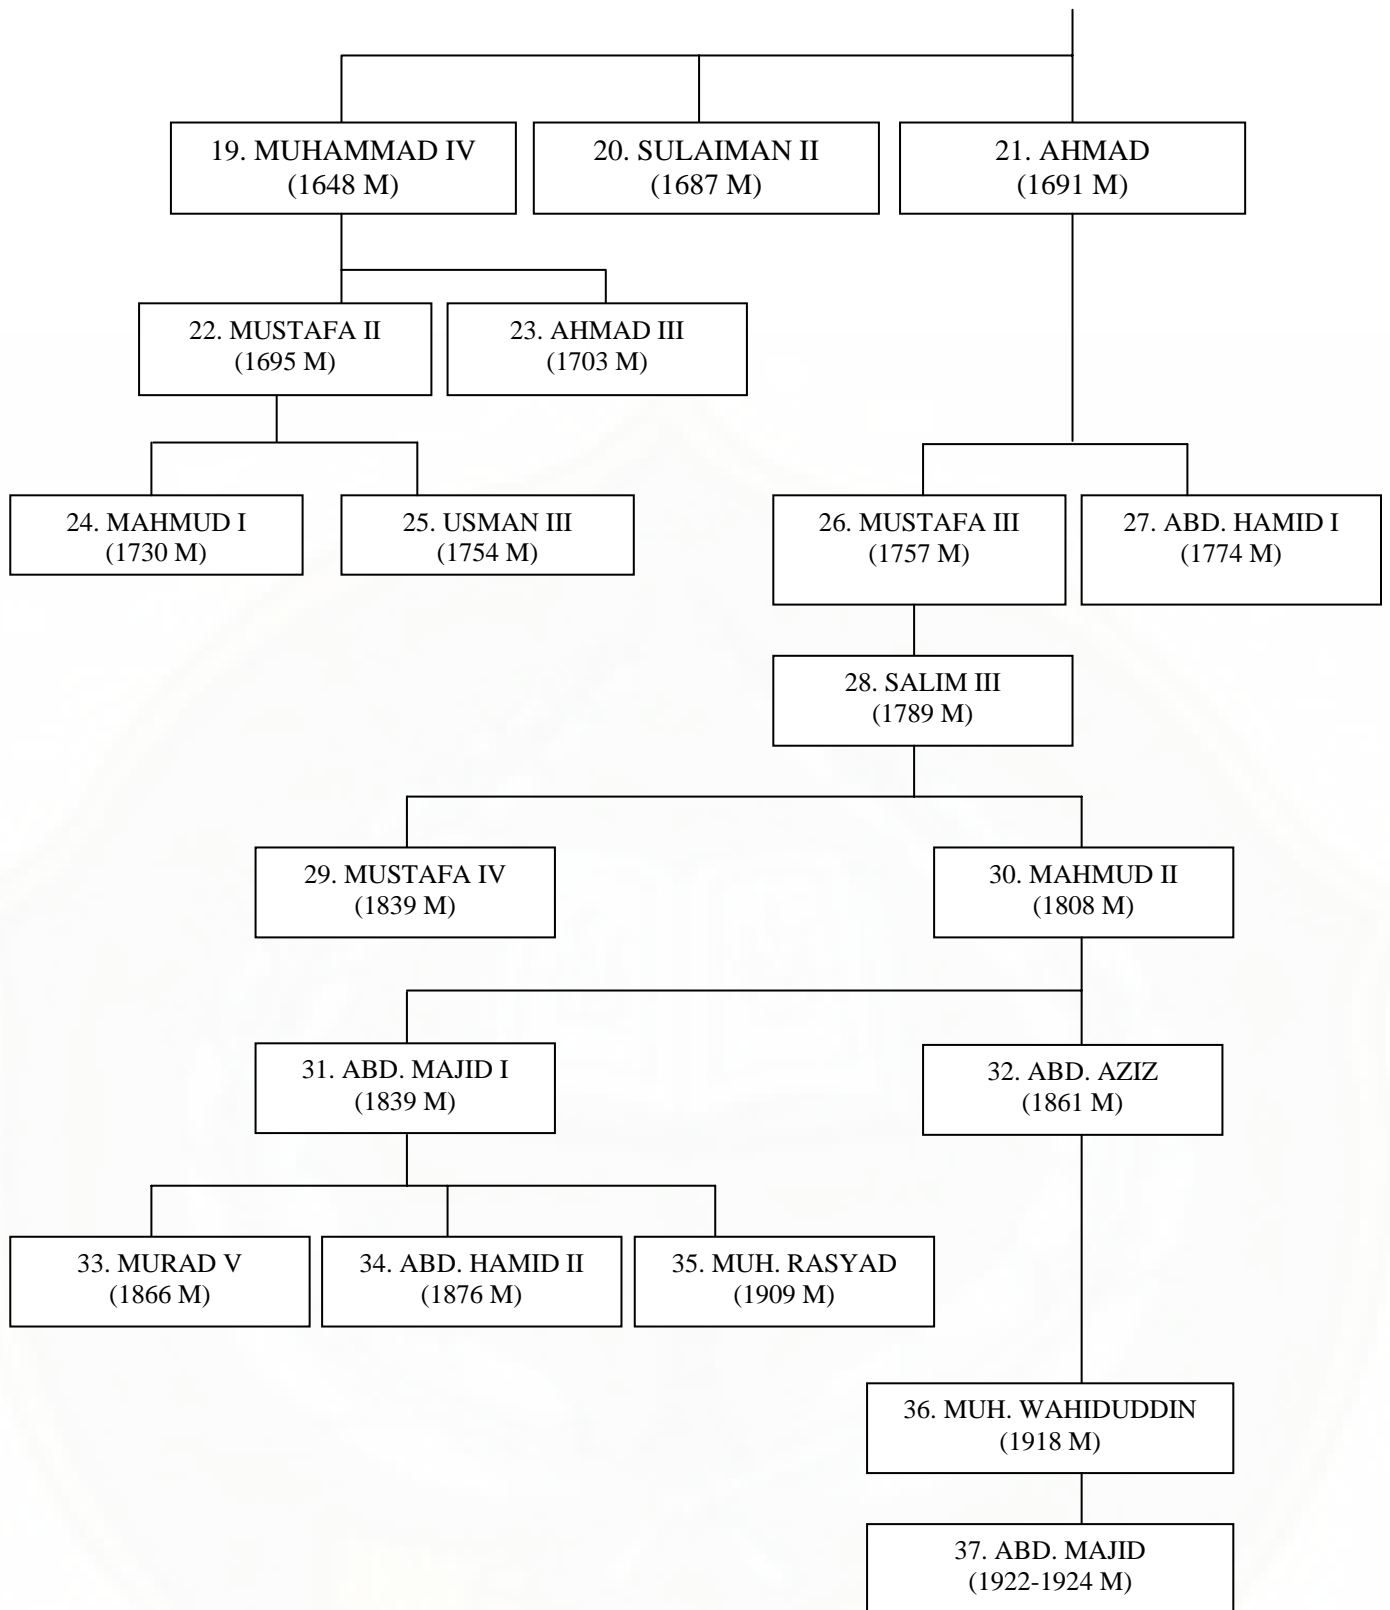 19. MUHAMMAD IV
(1648 M)
20. SULAIMAN II
(1687 M)
21. AHMAD
(1691 M)
22. MUSTAFA II
(1695 M)
23. AHMAD III
(1703 M)
24. MAHMUD I
(1730 M)
25. USMAN III
(1754 M)
26. MUSTAFA III
(1757 M)
27. ABD. HAMID I
(1774 M)
28. SALIM III
(1789 M)
29. MUSTAFA IV
(1839 M)
30. MAHMUD II
(1808 M)
31. ABD. MAJID I
(1839 M)
32. ABD. AZIZ
(1861 M)
33. MURAD V
(1866 M)
34. ABD. HAMID II
(1876 M)
35. MUH. RASYAD
(1909 M)
36. MUH. WAHIDUDDIN
(1918 M)
37. ABD. MAJID
(1922-1924 M)